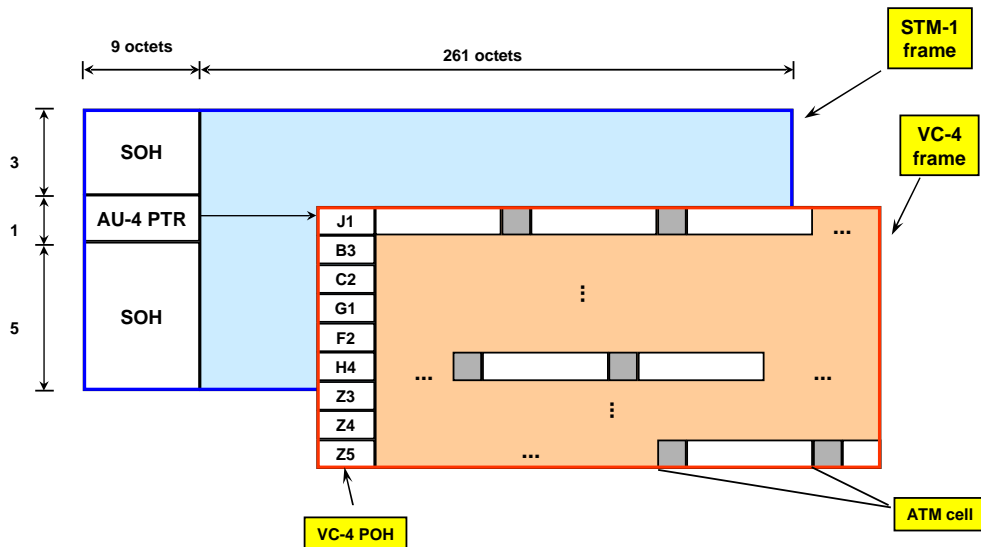 STM-1
frame
9 octets
261 octets
VC-4
frame
3
SOH
1
AU-4 PTR
J1
...
B3
C2
...
G1
5
SOH
F2
H4
...
...
Z3
...
Z4
Z5
...
ATM cell
VC-4 POH